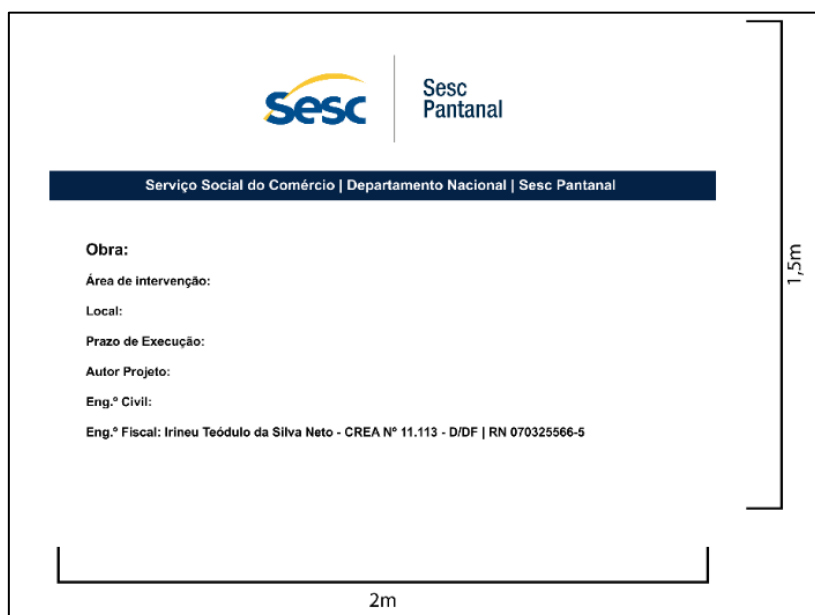 Sesc
Sesc
Pantanal
Serviço Social do Comércio | Departamento Nacional | Sesc Pantanal
Obra:
Área de intervenção:
Local:
Prazo de Execução:
Autor Projeto:
Eng.º Civil:
Eng.º Fiscal: Irineu Teódulo da Silva Neto - CREA Nº 11.113 - D/DF | RN 070325566-5
1,5m
2m